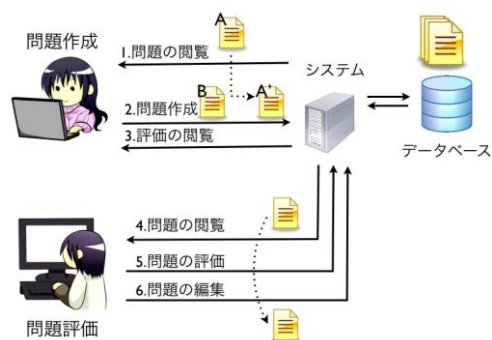 問題作成
A
1.問題の閲覧
システム
B
A'
2.問題作成
3.評価の閲覧
データベース
4.問題の閲覧
5.問題の評価
6.問題の編集
問題評価